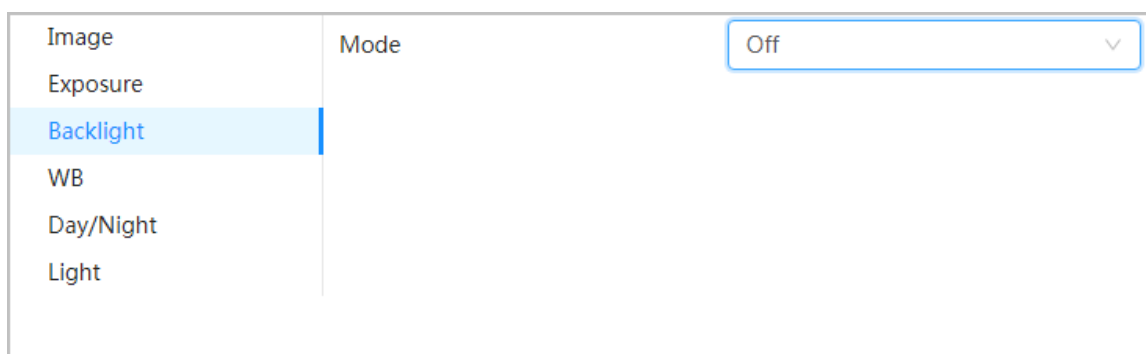 Image
Exposure
Backlight
WB
Day/Night
Light
Mode
Off